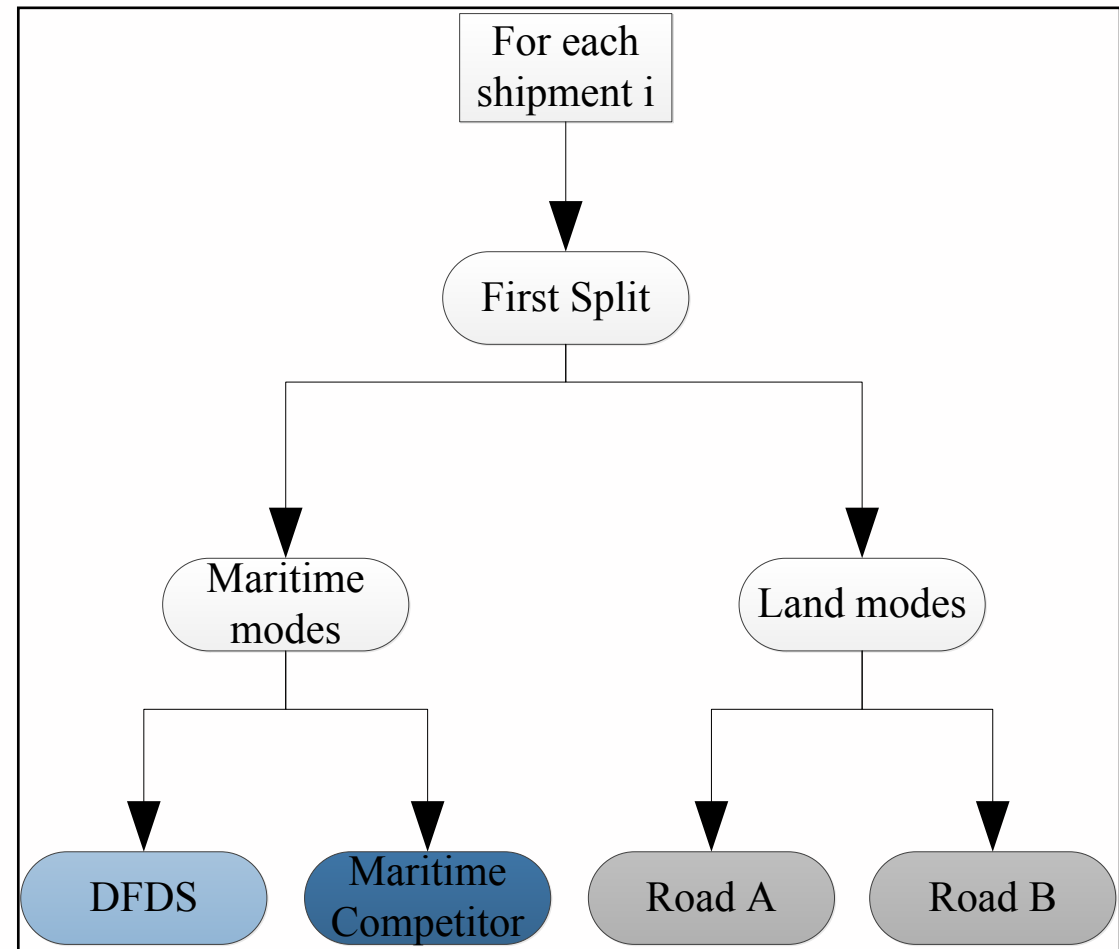 For each
shipment i
First Split
Maritime
modes
Land modes
DFDS
Maritime
Competitor
Road A
Road B